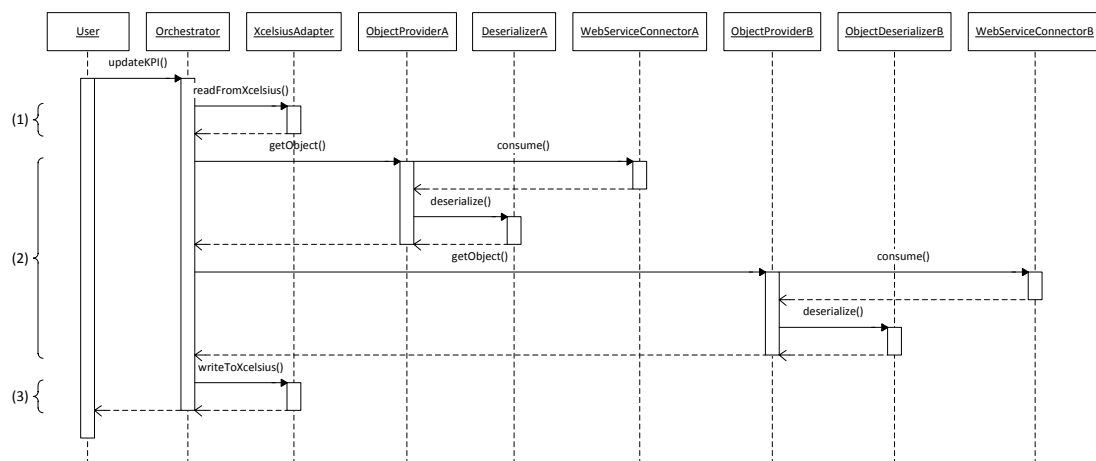 User
Orchestrator
XcelsiusAdapter
ObjectProviderA
DeserializerA
WebServiceConnectorA
ObjectProviderB
ObjectDeserializerB
WebServiceConnectorB
updateKPI()
readFromXcelsius()
(1)
getObject()
consume()
deserialize()
(2)
getObject()
consume()
deserialize()
writeToXcelsius()
(3)